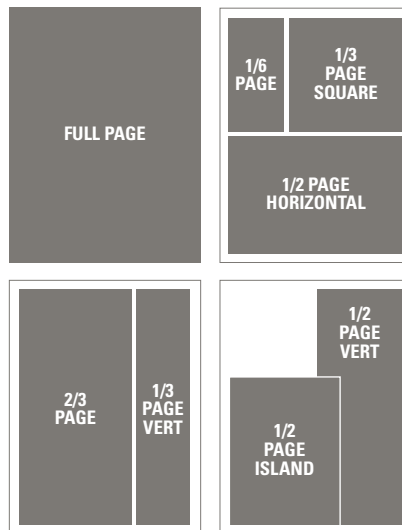 FULL PAGE
1/6
PAGE
1/3
PAGE
SQUARE
1/2 PAGE
HORIZONTAL
2/3
PAGE
1/3
PAGE
VERT
1/2
PAGE
VERT
1/2
PAGE
ISLAND